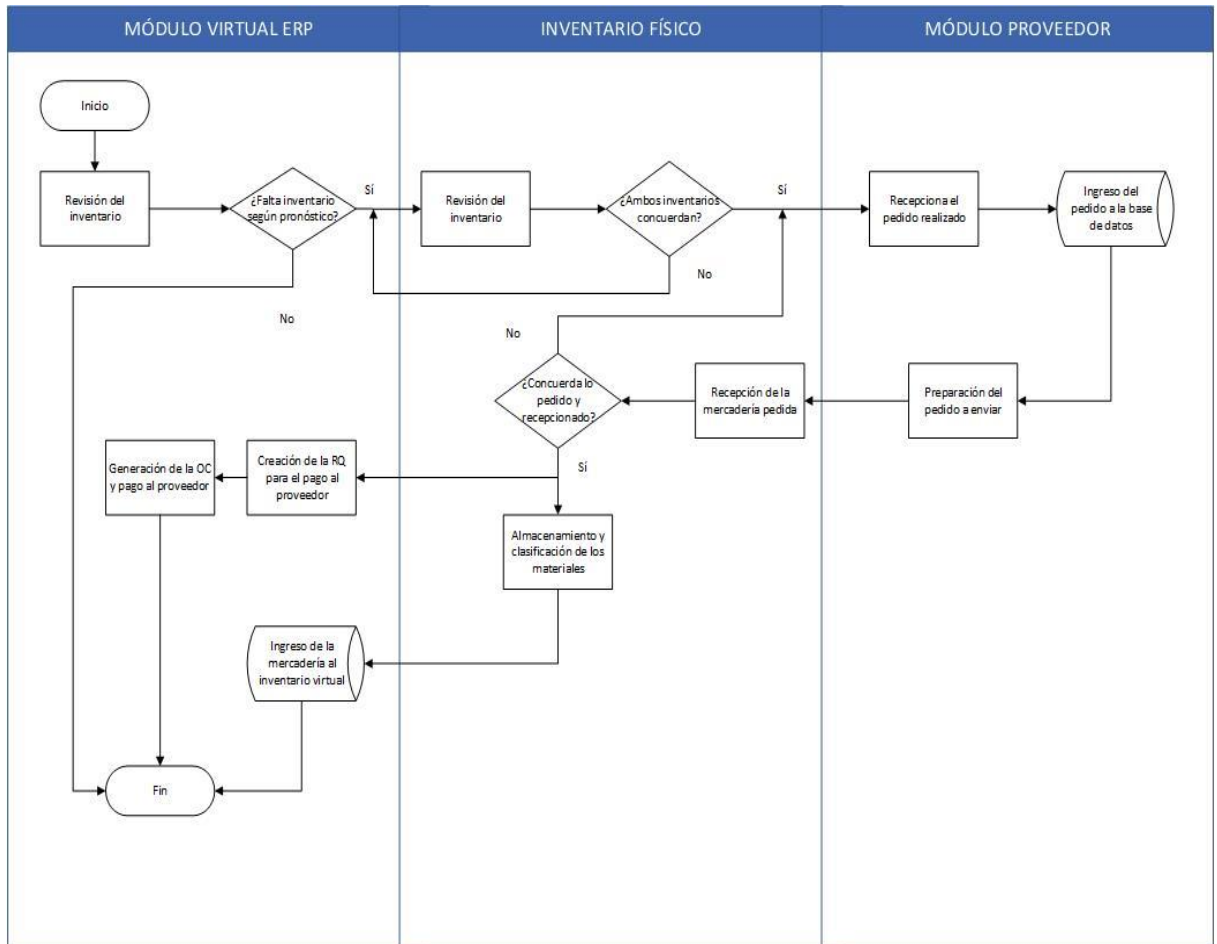 MÓDULO VIRTUAL ERP
INVENTARIO FÍSICO
MÓDULO PROVEEDOR
Inicio
Revisión del
inventario
¿Falta inventario
según pronóstico?
Sí
Revisión del
inventario
¿Ambos inventarios
concuerdan?
Sí
Recepciona el
pedido realizado
Ingreso del
pedido a la base
de datos
No
No
No
¿Concuerda lo
pedido y
recepcionado?
Recepción de la
mercadería pedida
Preparación del
pedido a enviar
Sí
Generación de la OC
y pago al proveedor
Creación de la RQ
para el pago al
proveedor
Almacenamiento y
clasificación de los
materiales
Ingreso de la
mercadería al
inventario virtual
Fin